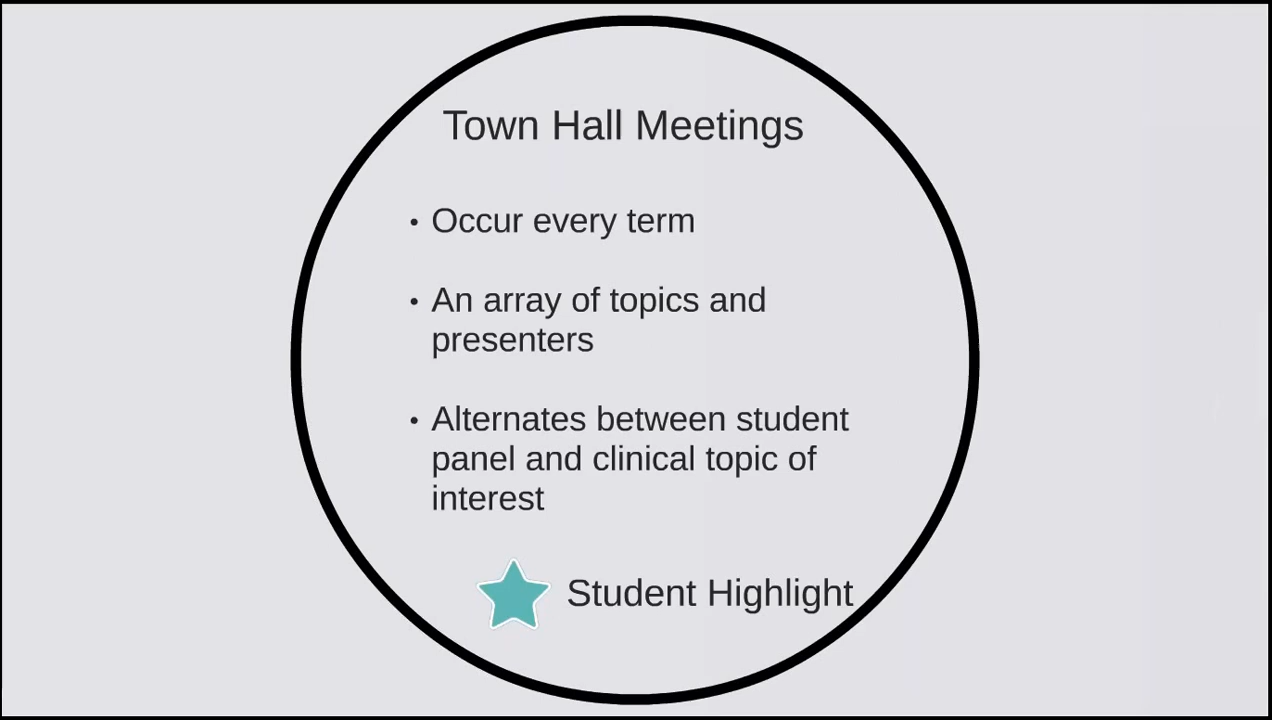 Town Hall Meetings
• Occur every term
• An array of topics and
presenters
• Alternates between student
panel and clinical topic of
interest
Student Highlight